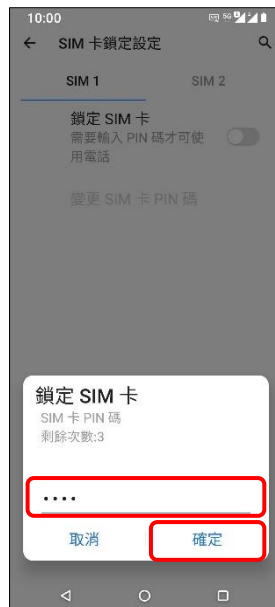 10:00
5G
SIM 卡鎖定設定
SIM 1 SIM 2
鎖定 SIM 卡
需要輸入 PIN 碼才可使
用電話
變更 SIM 卡 PIN 碼
鎖定 SIM 卡
SIM 卡 PIN 碼
剩餘次數:3
....
取消 確定